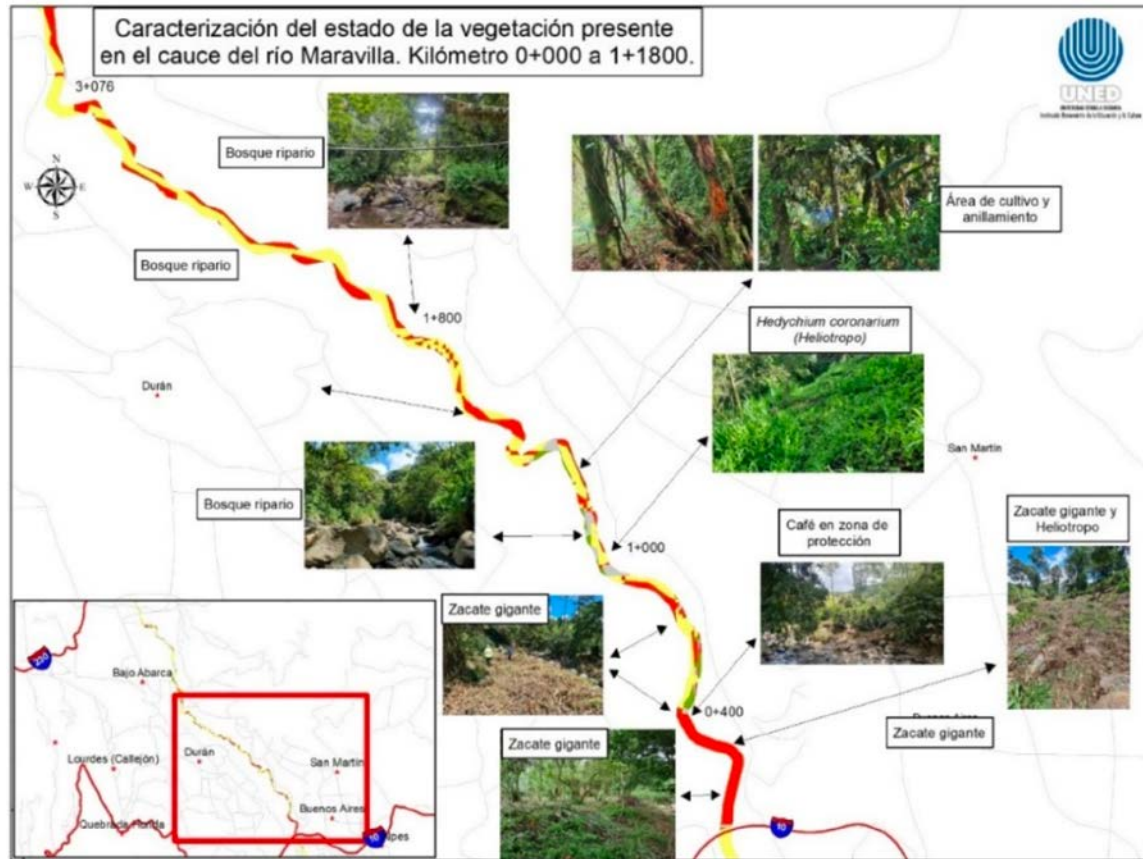 Caracterización del estado de la vegetación presente
en el cauce del río Maravilla. Kilómetro 0+000 a 1+1800.
UNED
3+076
N
W
E
S
Bosque ripario
Área de cultivo y
anillamiento
Bosque ripario
1+800
Hedychium coronarium
(Heliotropo)
Durán
San Martín
Bosque ripario
Zacate gigante y
Heliotropo
Café en zona de
protección
1+000
Zacate gigante
0+400
Zacate gigante
Zacate gigante
10
230
Bajo Abarca
Durán
Lourdes (Callejón)
San Martín
Buenos Aires
Quebrada Honda
10